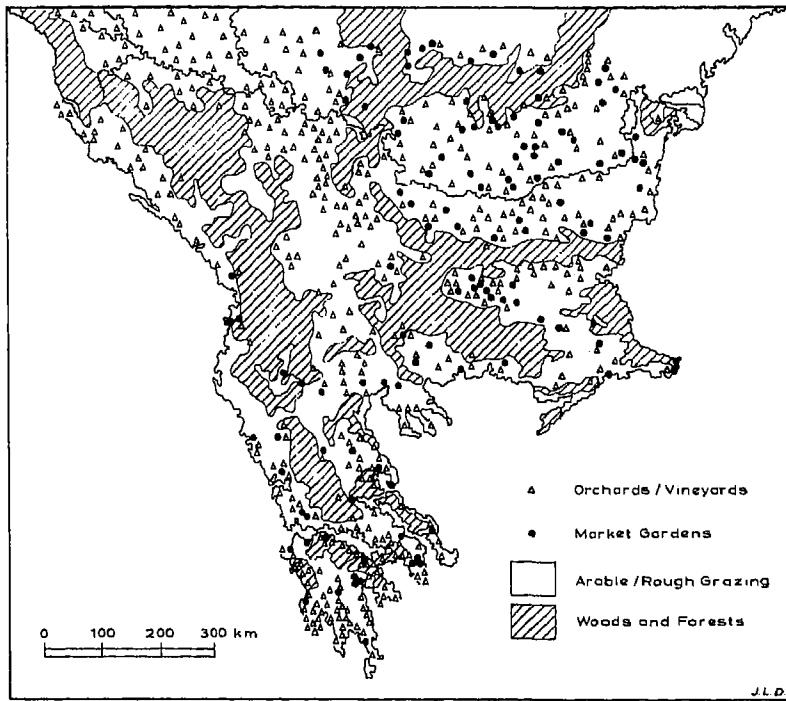 Orchards / Vineyards
Market Gardens
Arable / Rough Grazing
Woods and Forests
0 100 200 300 km
J.L.D.